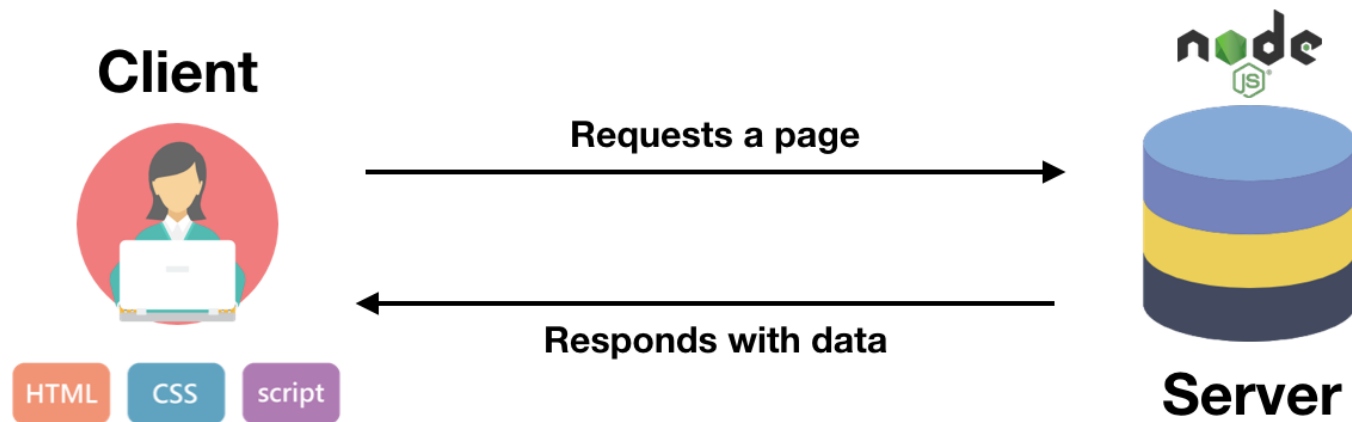 Client
node
JS
Requests a page
Responds with data
HTML
CSS
script
Server